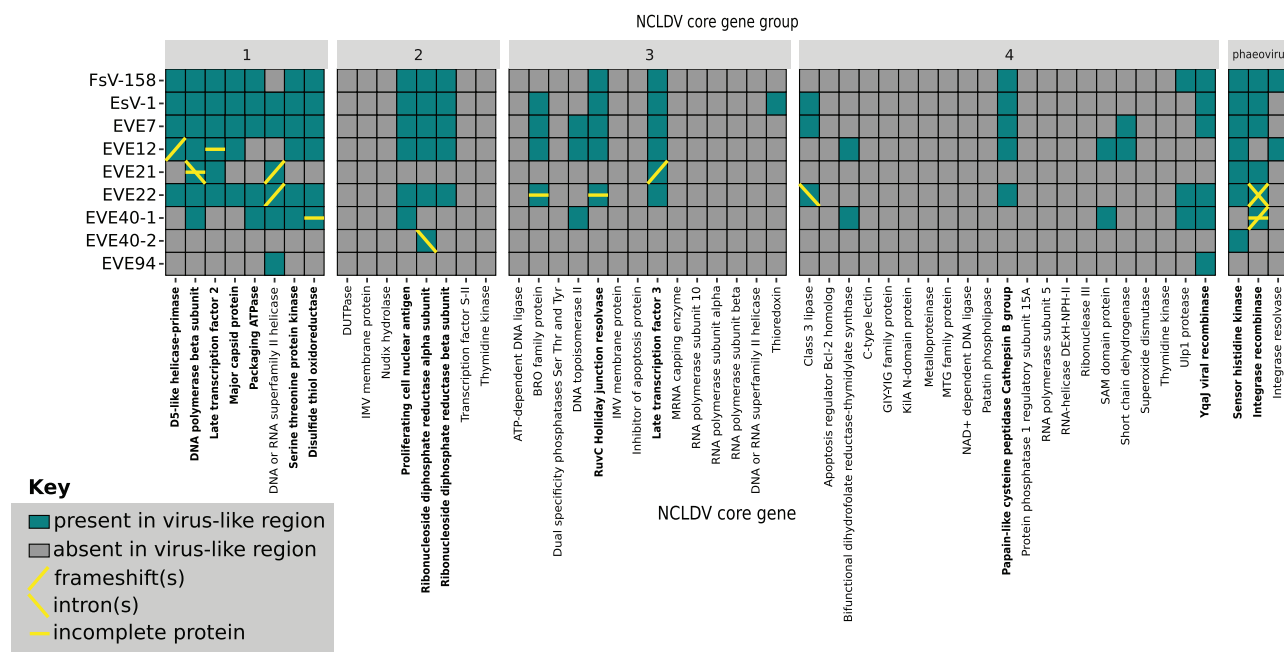 NCLDV core gene group
1
2
3
4
phaeoviru
FsV-158
EsV-1
EVE7
EVE12
EVE21
EVE22
EVE40-1
EVE40-2
EVE94
D5-like helicase-primase
DNA polymerase beta subunit
Late transcription factor 2
Major capsid protein
Packaging ATPase
DNA or RNA superfamily II helicase
Serine threonine protein kinase
Disulfide thiol oxidoreductase
DUTPase
IMV membrane protein
Nudix hydrolase
Proliferating cell nuclear antigen
Ribonucleoside diphosphate reductase alpha subunit
Ribonucleoside diphosphate reductase beta subunit
Transcription factor S-II
Thymidine kinase
ATP-dependent DNA ligase
BRO family protein
Dual specificity phosphatases Ser Thr and Tyr
DNA topoisomerase II
RuvC Holliday junction resolvase
IMV membrane protein
Inhibitor of apoptosis protein
Late transcription factor 3
MRNA capping enzyme
RNA polymerase subunit 10
RNA polymerase subunit alpha
RNA polymerase subunit beta
DNA or RNA superfamily II helicase
Thioredoxin
Class 3 lipase
Apoptosis regulator Bcl-2 homolog
Bifunctional dihydrofolate reductase-thymidylate synthase
C-type lectin
GIY-YIG family protein
KilA N-domain protein
Metalloproteinase
MTG family protein
NAD+ dependent DNA ligase
Patatin phospholipase
Papain-like cysteine peptidase Cathepsin B group
Protein phosphatase 1 regulatory subunit 15A
RNA polymerase subunit 5
RNA-helicase DExH-NPH-II
Ribonuclease III
SAM domain protein
Short chain dehydrogenase
Superoxide dismutase
Thymidine kinase
Ulp1 protease
YqaJ viral recombinase
Sensor histidine kinase
Integrase recombinase
Integrase resolvase
NCLDV core gene
Key
present in virus-like region
absent in virus-like region
frameshift(s)
intron(s)
incomplete protein